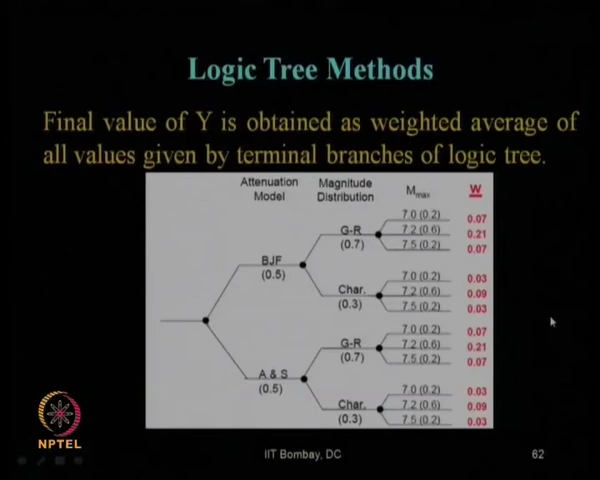 Logic Tree Methods
Final value of Y is obtained as weighted average of
all values given by terminal branches of logic tree.
Attenuation Model
Magnitude Distribution
Mmax
W
BJF
(0.5)
G-R
(0.7)
7.0 (0.2) 0.07
7.2 (0.6) 0.21
7.5 (0.2) 0.07
Char.
(0.3)
7.0 (0.2) 0.03
7.2 (0.6) 0.09
7.5 (0.2) 0.03
A & S
(0.5)
G-R
(0.7)
7.0 (0.2) 0.07
7.2 (0.6) 0.21
7.5 (0.2) 0.07
Char.
(0.3)
7.0 (0.2) 0.03
7.2 (0.6) 0.09
7.5 (0.2) 0.03
NPTEL
IIT Bombay, DC
62